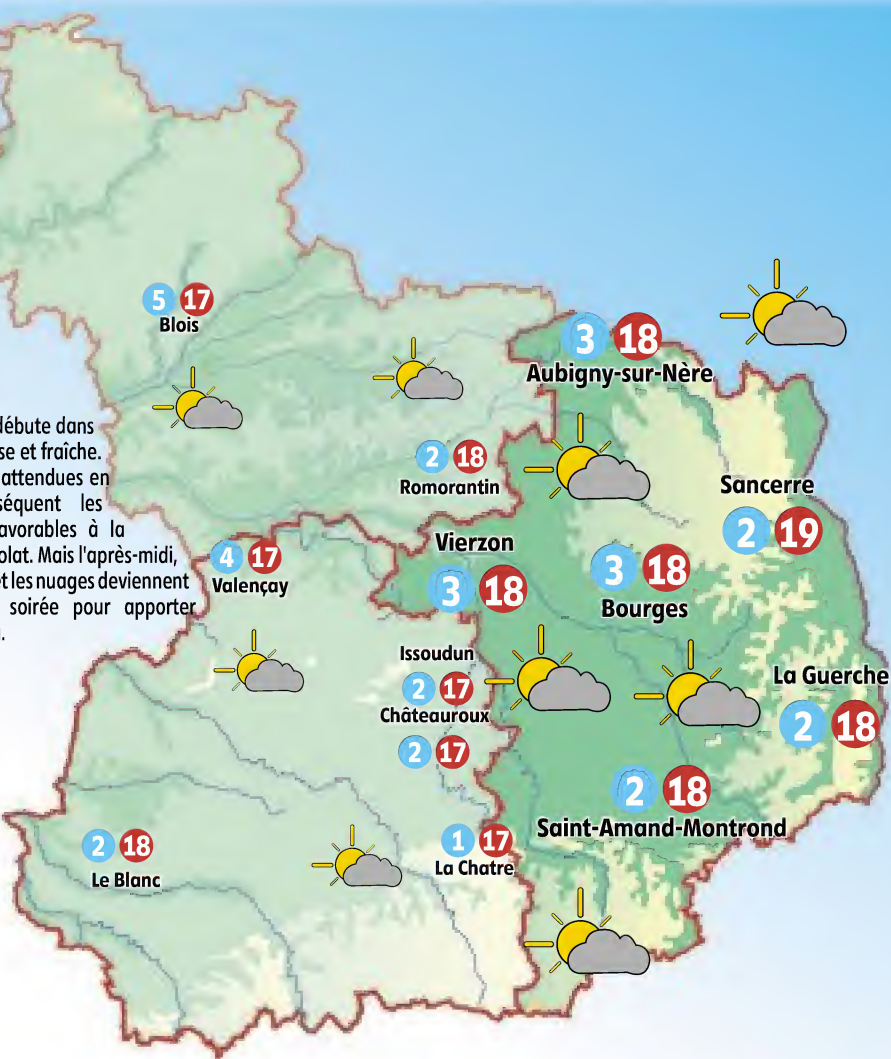 5 17
Blois
3 18
Aubigny-sur-Nère
débute dans
se et fraîche.
attendues en
séquent les
avorables à la
olat. Mais l'après-midi,
et les nuages deviennent
soirée pour apporter
2 18
Romorantin
Sancerre
2 19
Vierzon
3 18
4 17
Valençay
3 18
Bourges
Issoudun
2 17
Châteauroux
2 17
La Guerche
2 18
2 18
Saint-Amand-Montrond
2 18
Le Blanc
1 17
La Chatre